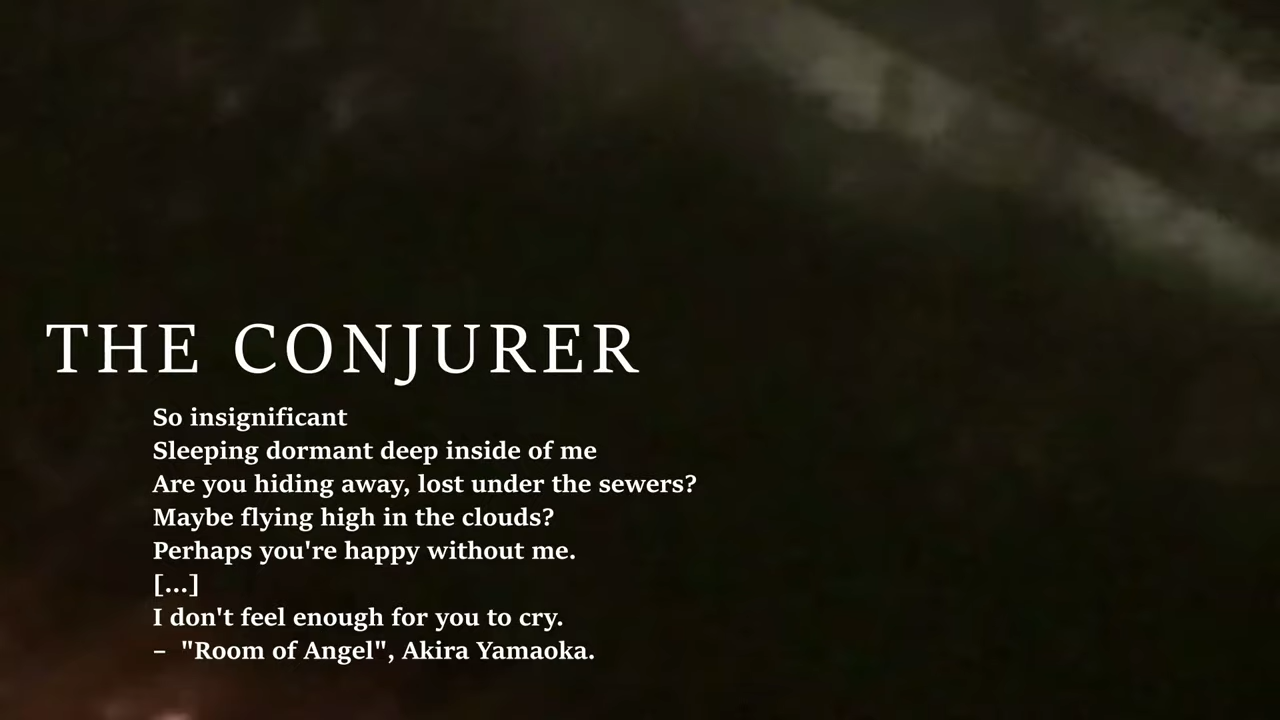 THE CONJURER
So insignificant
Sleeping dormant deep inside of me
Are you hiding away, lost under the sewers?
Maybe flying high in the clouds?
Perhaps you're happy without me.
[...]
I don't feel enough for you to cry.
– "Room of Angel", Akira Yamaoka.